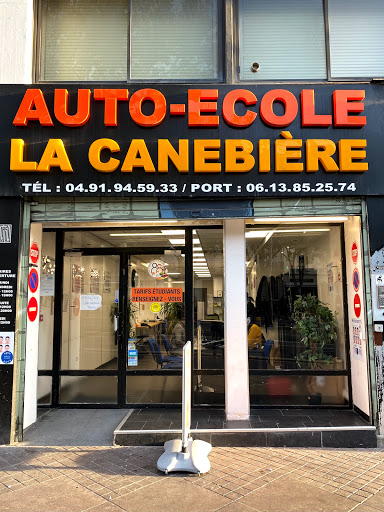 AUTO-ECOLE
LA CANEBIÈRE
TÉL : 04.91.94.59.33 / PORT : 06.13.85.25.74
TARIFS ÉTUDIANTS
RENSEIGNEZ - VOUS